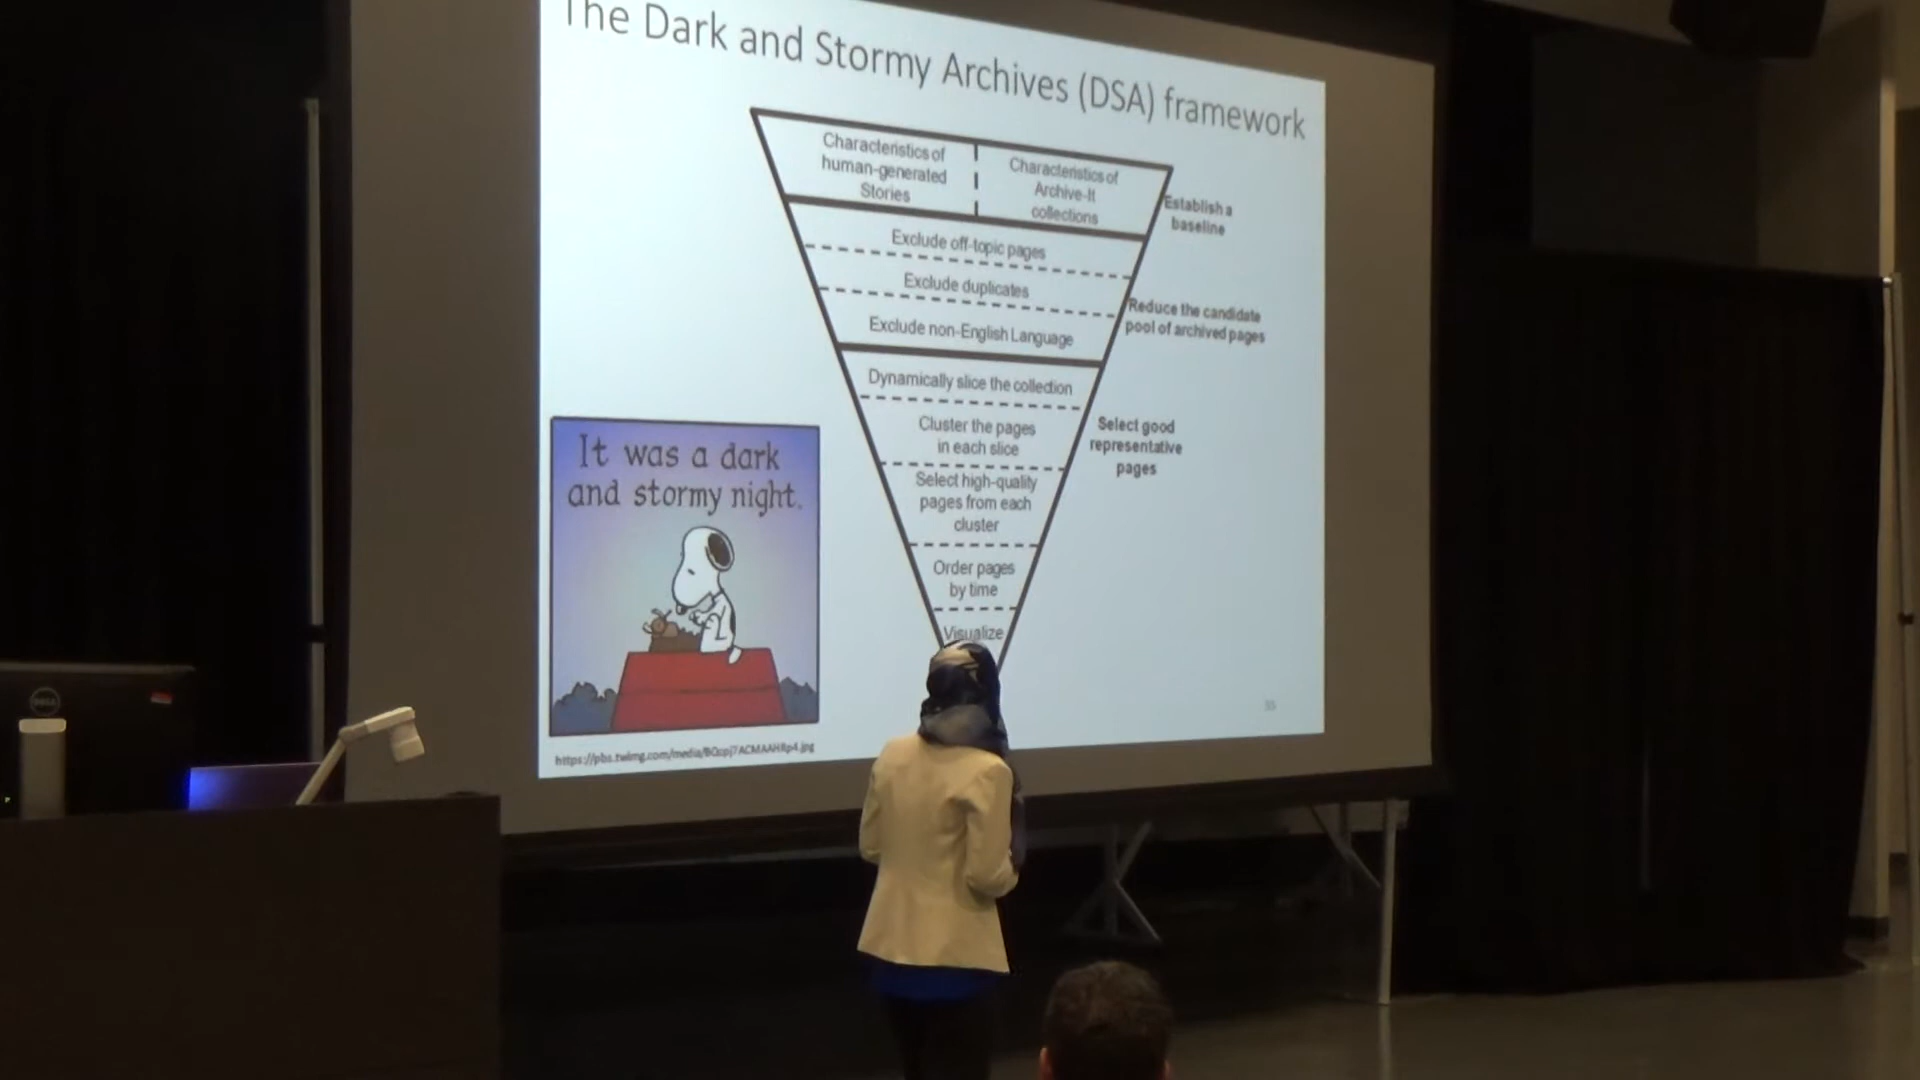 The Dark and Stormy Archives (DSA) framework
Characteristics of
human-generated
Stories
Characteristics of
Archive-It
collections
Establish a
baseline
Exclude off-topic pages
Exclude duplicates
Exclude non-English Language
Reduce the candidate
pool of archived pages
Dynamically slice the collection
Cluster the pages
in each slice
Select high-quality
pages from each
cluster
Order pages
by time
Visualize
Select good
representative
pages
It was a dark
and stormy night.
DELL